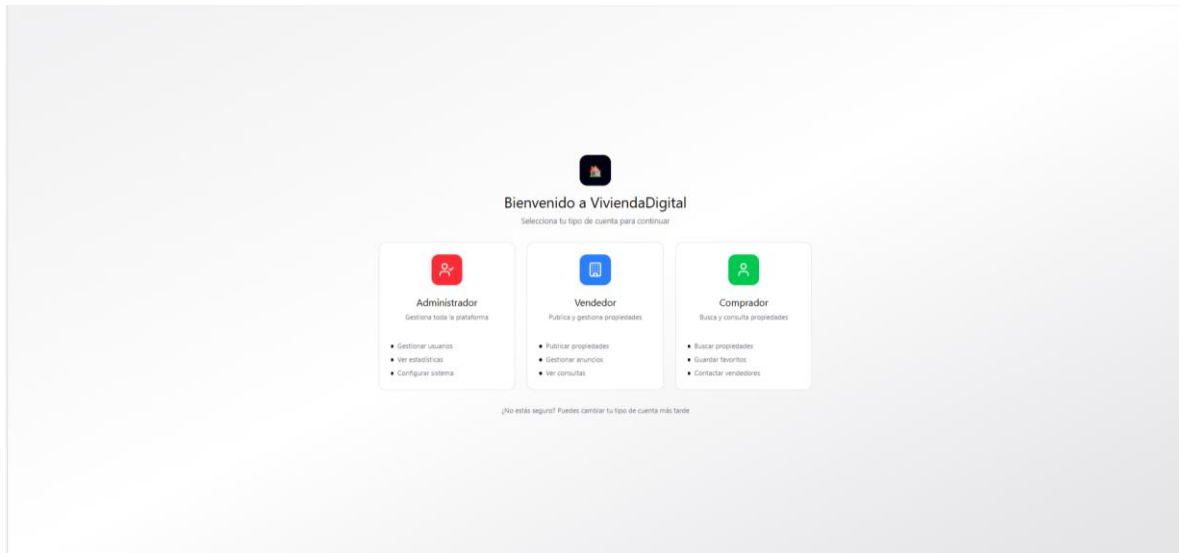 Bienvenido a ViviendaDigital
Selecciona tu tipo de cuenta para continuar
Administrador
Gestiona toda la plataforma
• Gestionar usuarios
• Ver estadísticas
• Configurar sistema
Vendedor
Publica y gestiona propiedades
• Publicar propiedades
• Gestionar anuncios
• Ver consultas
Comprador
Busca y consulta propiedades
• Buscar propiedades
• Guardar favoritos
• Contactar vendedores
¿No estás seguro? Puedes cambiar tu tipo de cuenta más tarde